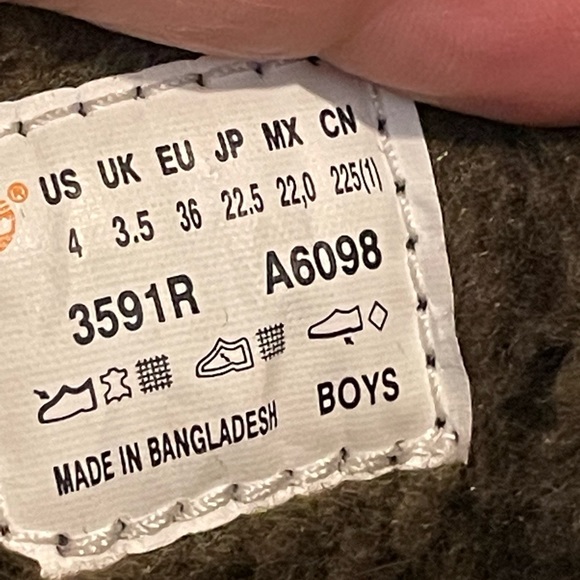 ®
US UK EU JP MX CN
4 3.5 36 22.5 22,0 225(1)
3591R A6098
BOYS
MADE IN BANGLADESH